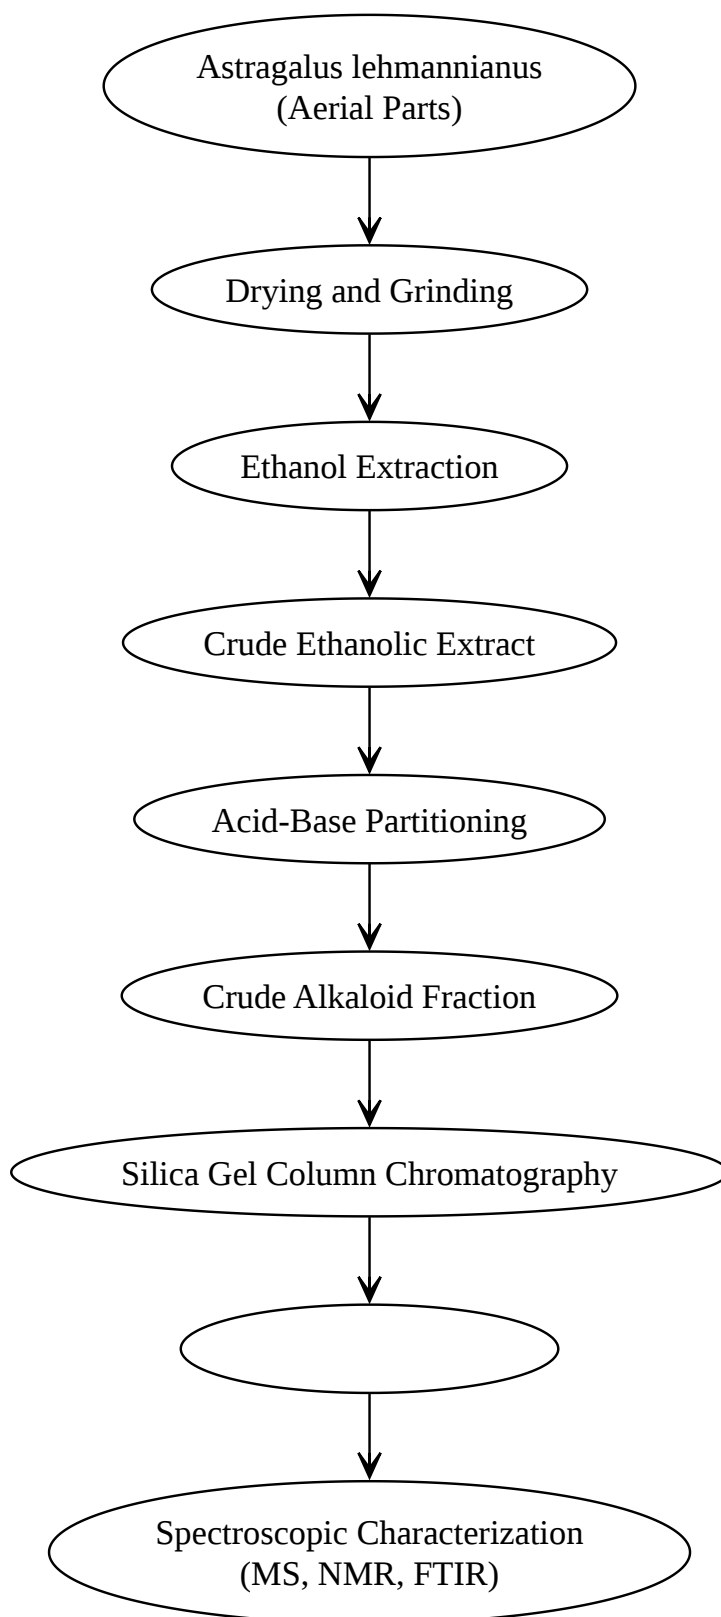 Astragalus lehmannianus
(Aerial Parts)
Drying and Grinding
Ethanol Extraction
Crude Ethanolic Extract
Acid-Base Partitioning
Crude Alkaloid Fraction
Silica Gel Column Chromatography
Spectroscopic Characterization
(MS, NMR, FTIR)